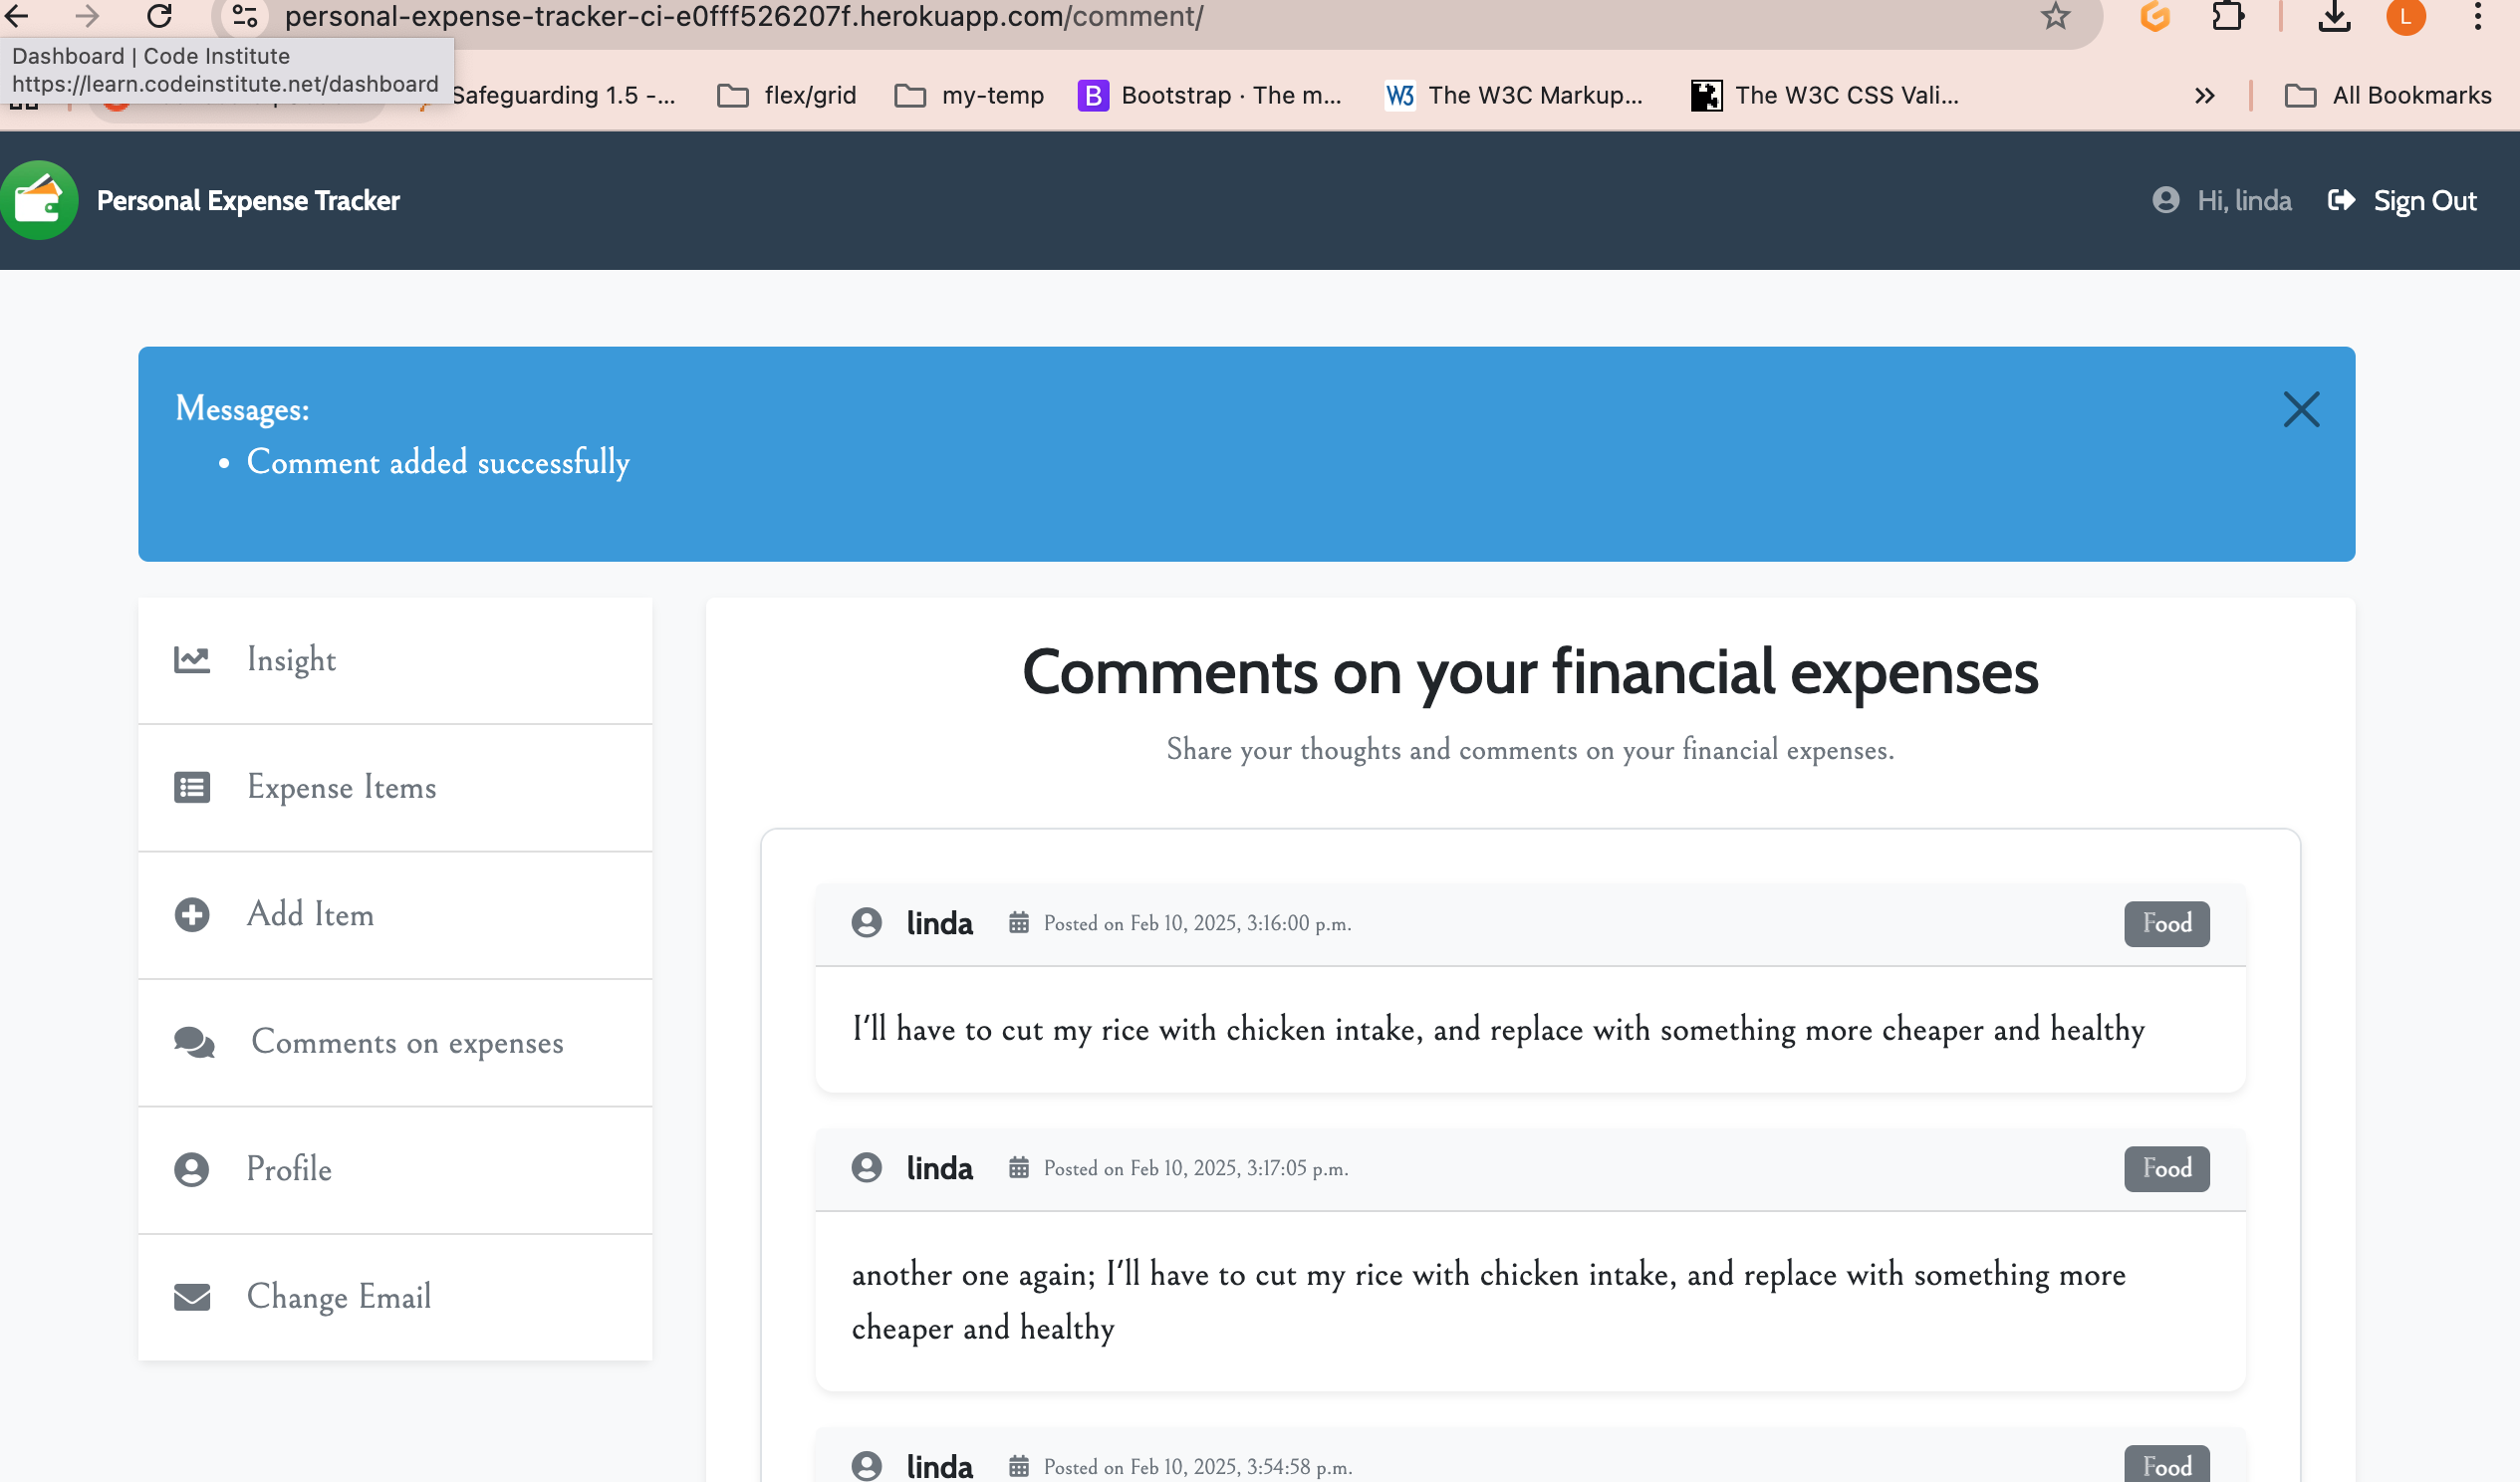 personal-expense-tracker-ci-e0fff526207f.herokuapp.com/comment/
L
Dashboard | Code Institute
https://learn.codeinstitute.net/dashboard
Safeguarding 1.5 -...
flex/grid
my-temp
B
Bootstrap · The m...
W3
The W3C Markup...
The W3C CSS Vali...
All Bookmarks
Personal Expense Tracker
Hi, linda
Sign Out
Messages:
• Comment added successfully
Insight
Expense Items
Add Item
Comments on expenses
Profile
Change Email
Comments on your financial expenses
Share your thoughts and comments on your financial expenses.
linda Posted on Feb 10, 2025, 3:16:00 p.m. Food
I'll have to cut my rice with chicken intake, and replace with something more cheaper and healthy
linda Posted on Feb 10, 2025, 3:17:05 p.m. Food
another one again; I'll have to cut my rice with chicken intake, and replace with something more
cheaper and healthy
linda Posted on Feb 10, 2025, 3:54:58 p.m. Food